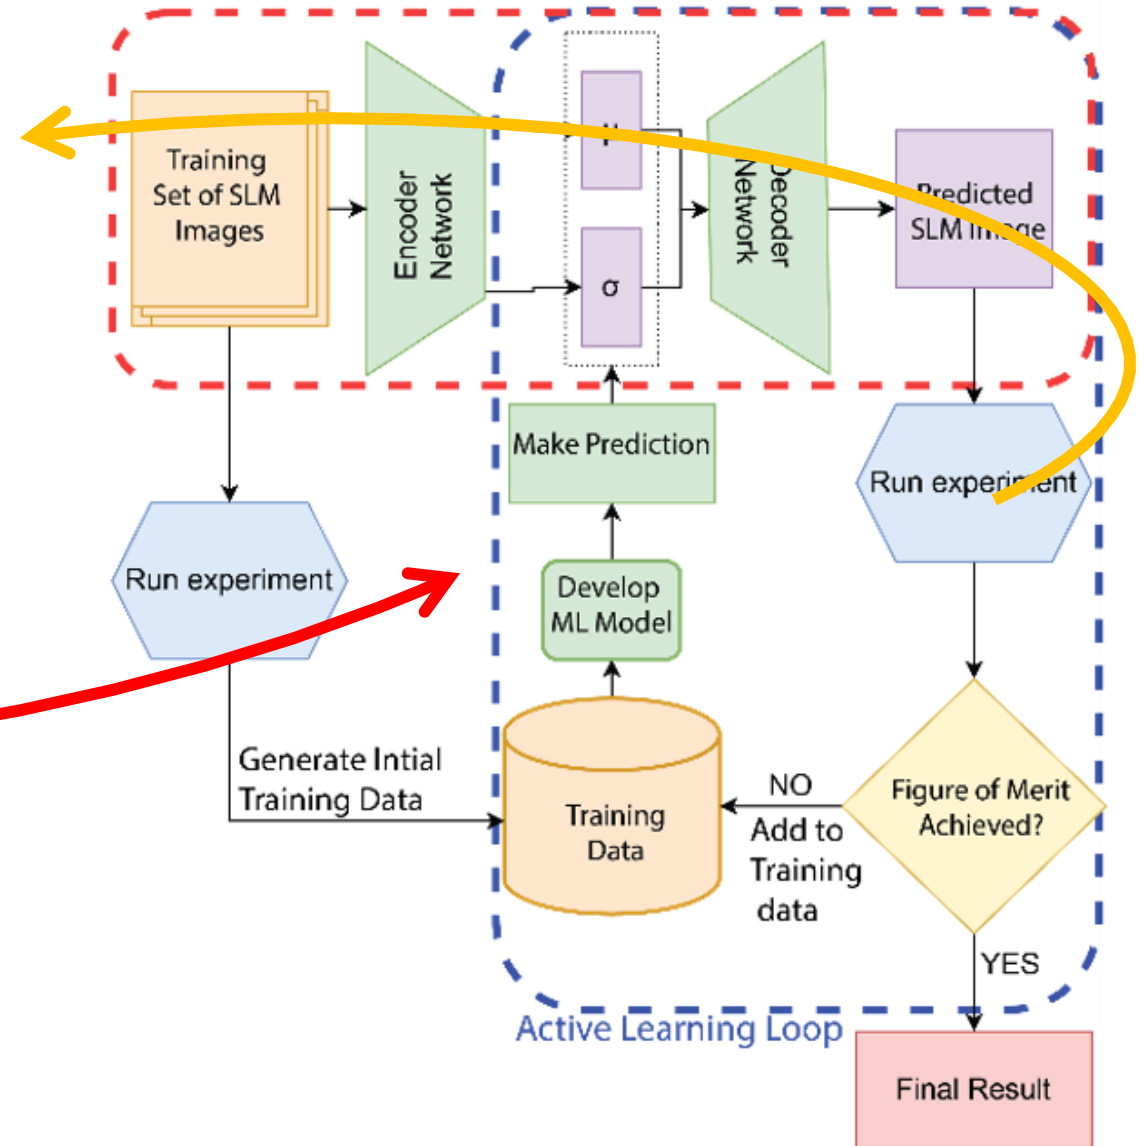 Training
Set of SLM
Images
Encoder
Network
μ
σ
Decoder
Network
Predicted
SLM Image
Make Prediction
Run experiment
Run experiment
Develop
ML Model
Generate Intial
Training Data
Training
Data
NO
Add to
Training
data
Figure of Merit
Achieved?
YES
Active Learning Loop
Final Result